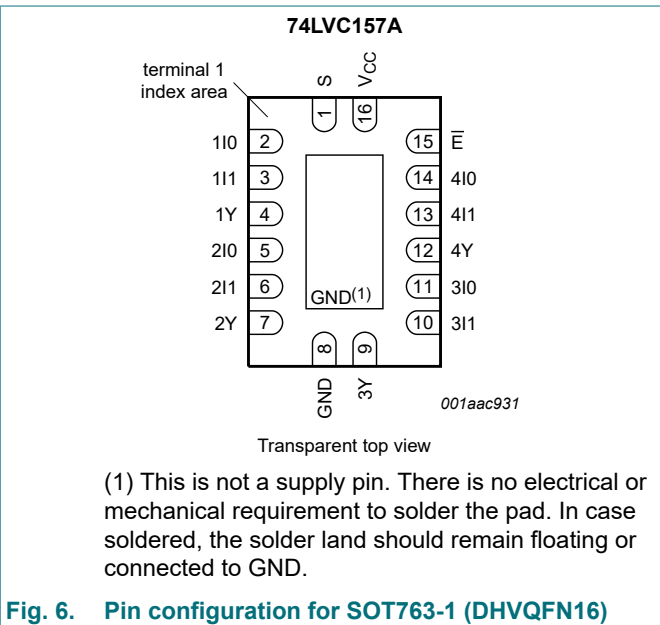 74LVC157A
terminal 1
index area
S
VCC
1
16
1I0 2
15 E̅
1I1 3
14 4I0
1Y 4
13 4I1
2I0 5
12 4Y
2I1 6
11 3I0
GND(1)
2Y 7
10 3I1
8
9
GND
3Y
001aac931
Transparent top view
(1) This is not a supply pin. There is no electrical or
mechanical requirement to solder the pad. In case
soldered, the solder land should remain floating or
connected to GND.
Fig. 6. Pin configuration for SOT763-1 (DHVQFN16)